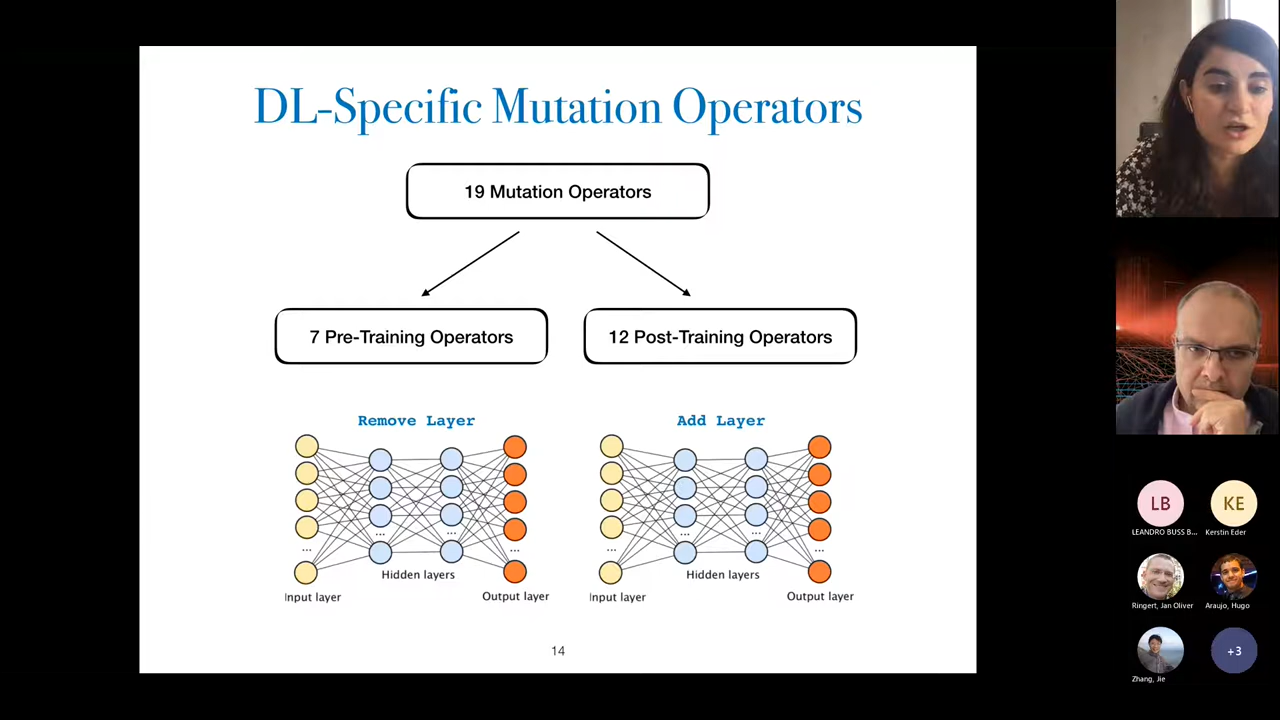 DL-Specific Mutation Operators
19 Mutation Operators
7 Pre-Training Operators
12 Post-Training Operators
Remove Layer
Add Layer
...
...
...
...
...
...
...
...
Hidden layers
Hidden layers
Input layer
Output layer
Input layer
Output layer
14
LB
KE
LEANDRO BUSS B...
Kerstin Eder
Ringert, Jan Oliver
Araujo, Hugo
+3
Zhang, Jie